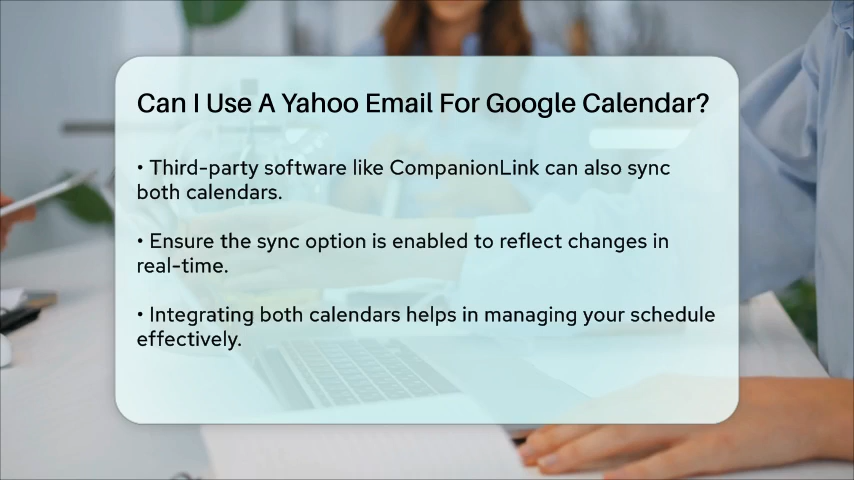 Can I Use A Yahoo Email For Google Calendar?
• Third-party software like CompanionLink can also sync
both calendars.
• Ensure the sync option is enabled to reflect changes in
real-time.
• Integrating both calendars helps in managing your schedule
effectively.